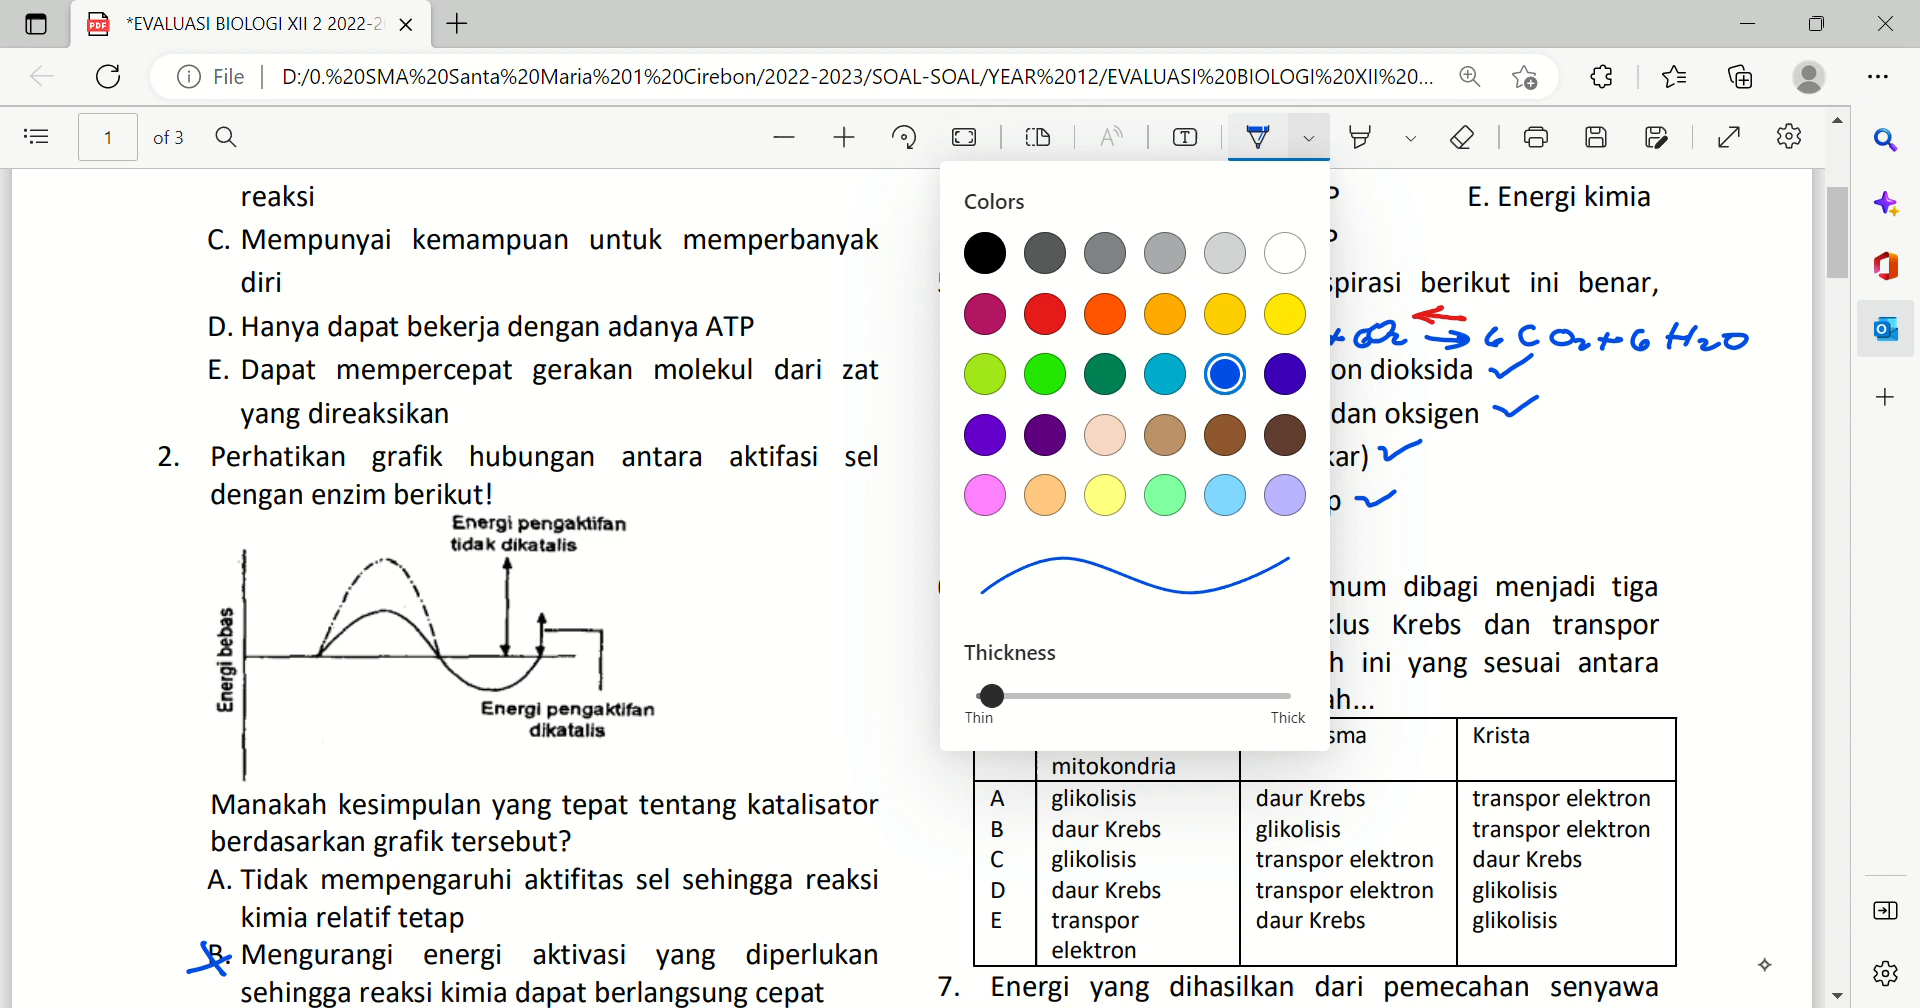 *EVALUASI BIOLOGI XII 2 2022-2
File
D:/0.%20SMA%20Santa%20Maria%201%20Cirebon/2022-2023/SOAL-SOAL/YEAR%2012/EVALUASI%20BIOLOGI%20XII%20...
1 of 3
reaksi
C. Mempunyai kemampuan untuk memperbanyak
diri
D. Hanya dapat bekerja dengan adanya ATP
E. Dapat mempercepat gerakan molekul dari zat
yang direaksikan
2. Perhatikan grafik hubungan antara aktifasi sel
dengan enzim berikut!
Energi pengaktifan
tidak dikatalis
Energi bebas
Energi pengaktifan
dikatalis
Manakah kesimpulan yang tepat tentang katalisator
berdasarkan grafik tersebut?
A. Tidak mempengaruhi aktifitas sel sehingga reaksi
kimia relatif tetap
B. Mengurangi energi aktivasi yang diperlukan
sehingga reaksi kimia dapat berlangsung cepat
Colors
Thickness
Thin
Thick
E. Energi kimia
spirasi berikut ini benar,
+ 6O2 → 6 CO2 + 6 H2O
on dioksida
dan oksigen
kar)
p
mum dibagi menjadi tiga
klus Krebs dan transpor
h ini yang sesuai antara
ah...
mitokondria
sma
Krista
A glikolisis daur Krebs transpor elektron
B daur Krebs glikolisis transpor elektron
C glikolisis transpor elektron daur Krebs
D daur Krebs transpor elektron glikolisis
E transpor daur Krebs glikolisis
elektron
7. Energi yang dihasilkan dari pemecahan senyawa